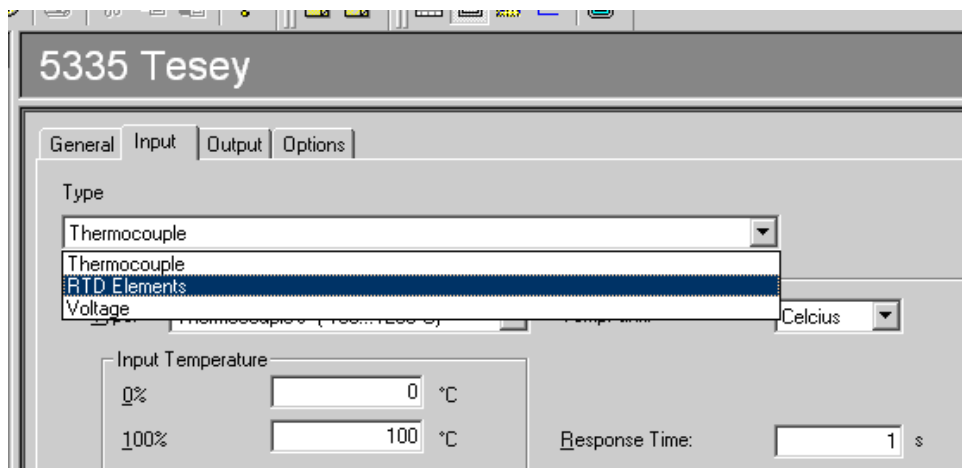 5335 Tesey
General Input Output Options
Type
Thermocouple
Thermocouple
RTD Elements
Voltage
Celcius
Input Temperature
0% 0 °C
100% 100 °C Response Time: 1 s